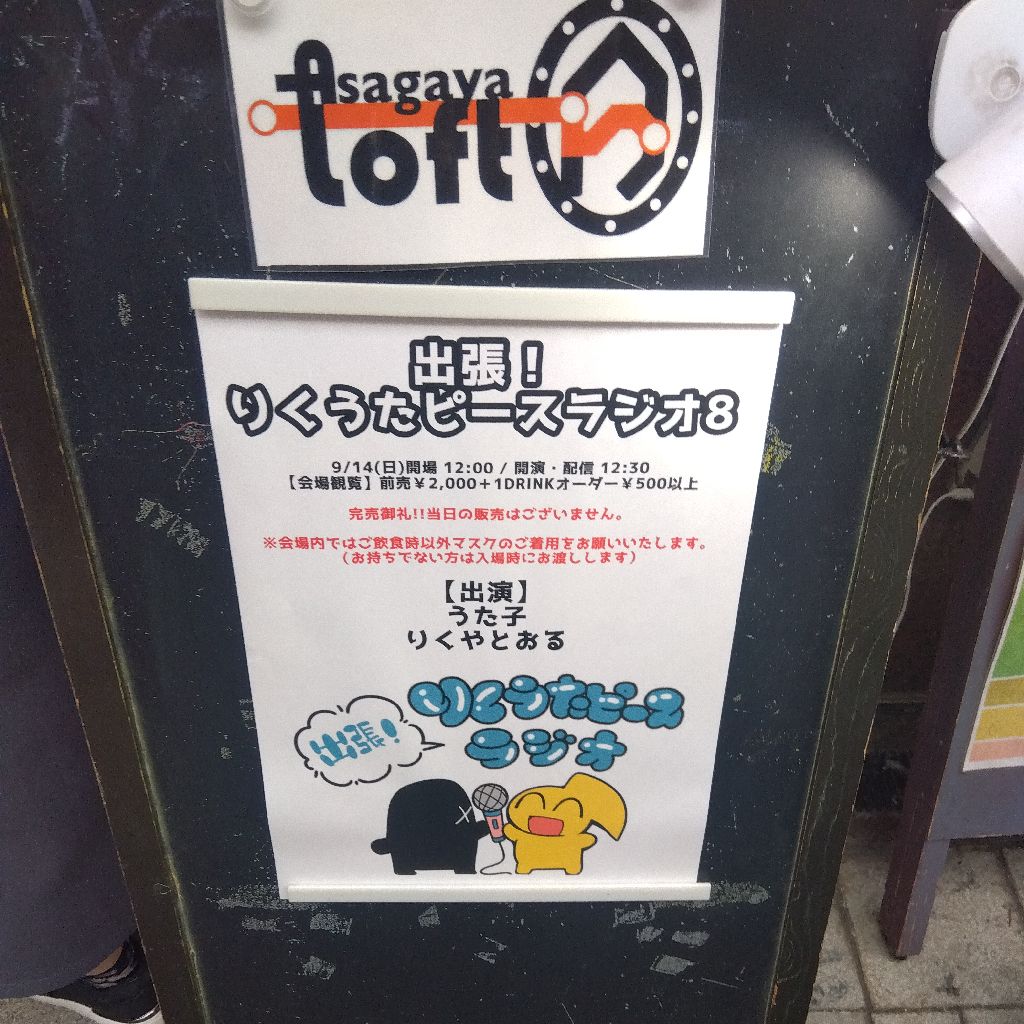 Asagaya
Loft
出張！
りくうたピースラジオ8
9/14(日)開場 12:00 / 開演・配信 12:30
【会場観覧】前売￥2,000＋1DRINKオーダー￥500以上
完売御礼!!当日の販売はございません。
※会場内ではご飲食時以外マスクのご着用をお願いいたします。
（お持ちでない方は入場時にお渡しします）
【出演】
うた子
りくやとおる
りくうたピース
出張！
ラジオ